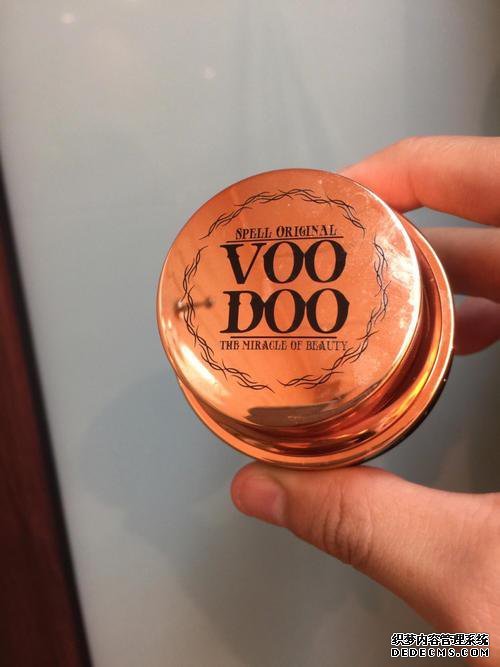 SPELL ORIGINAL
VOO
DOO
THE MIRACLE OF BEAUTY
织梦内容管理系统
DEDECMS.COM